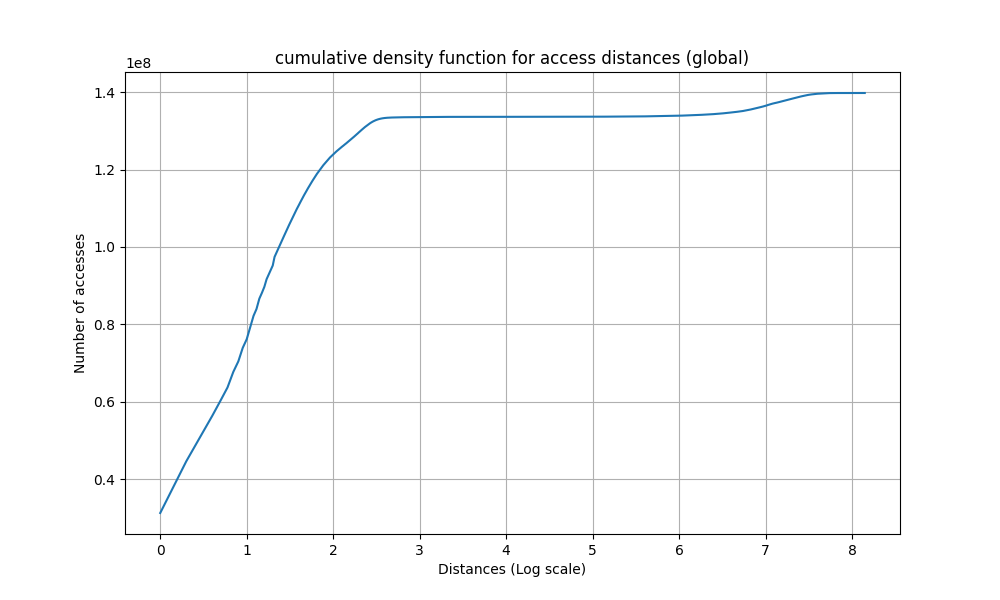 cumulative density function for access distances (global)
1e8
1.4
1.2
1.0
0.8
0.6
0.4
Number of accesses
0 1 2 3 4 5 6 7 8
Distances (Log scale)